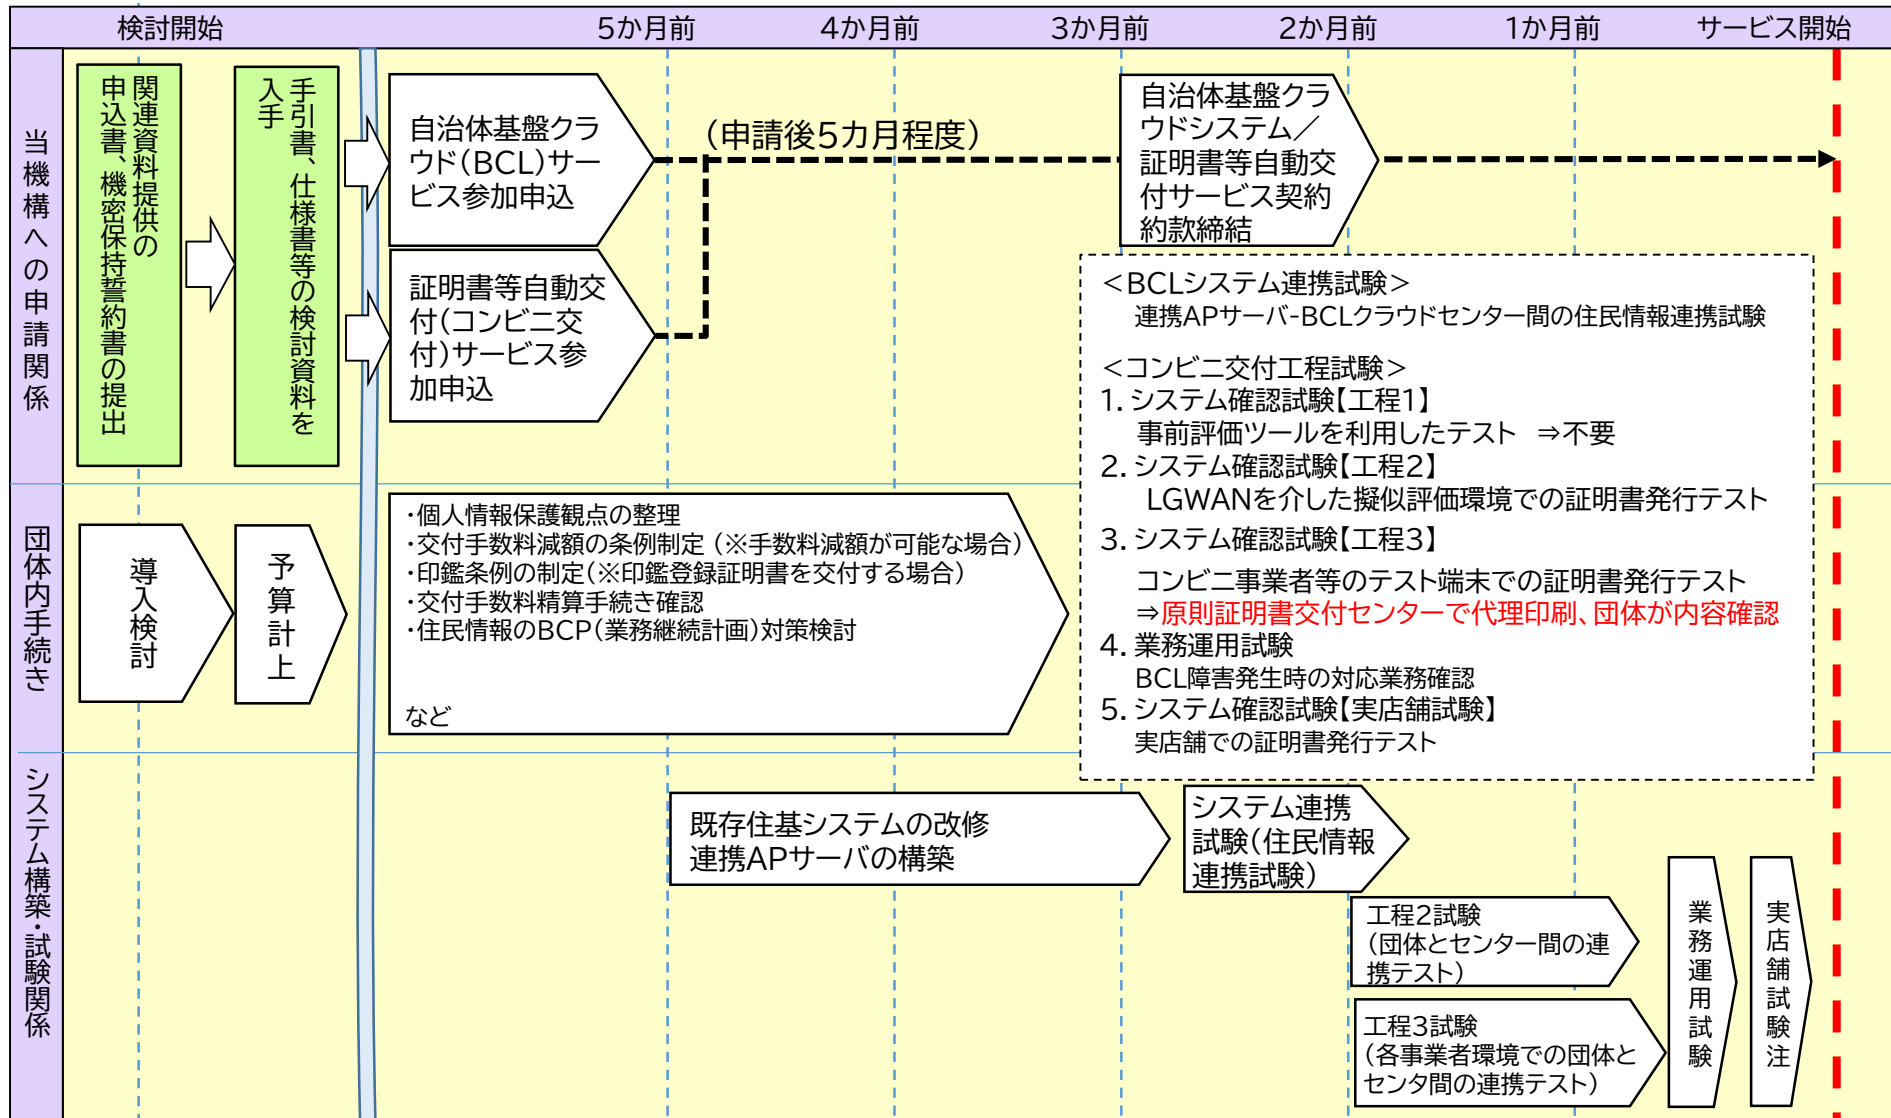 検討開始
5か月前
4か月前
3か月前
2か月前
1か月前
サービス開始
当機構への申請関係
関連資料提供の
申込書、機密保持誓約書の提出
手引書、仕様書等の検討資料を
入手
自治体基盤クラ
ウド(BCL)サー
ビス参加申込
証明書等自動交
付(コンビニ交
付)サービス参
加申込
(申請後5カ月程度)
自治体基盤クラ
ウドシステム／
証明書等自動交
付サービス契約
約款締結
＜BCLシステム連携試験＞
連携APサーバ-BCLクラウドセンター間の住民情報連携試験
＜コンビニ交付工程試験＞
1. システム確認試験【工程1】
事前評価ツールを利用したテスト ⇒不要
2. システム確認試験【工程2】
LGWANを介した擬似評価環境での証明書発行テスト
3. システム確認試験【工程3】
コンビニ事業者等のテスト端末での証明書発行テスト
⇒原則証明書交付センターで代理印刷、団体が内容確認
4. 業務運用試験
BCL障害発生時の対応業務確認
5. システム確認試験【実店舗試験】
実店舗での証明書発行テスト
団体内手続き
導入検討
予算計上
・個人情報保護観点の整理
・交付手数料減額の条例制定 (※手数料減額が可能な場合)
・印鑑条例の制定(※印鑑登録証明書を交付する場合)
・交付手数料精算手続き確認
・住民情報のBCP(業務継続計画)対策検討
など
システム構築・試験関係
既存住基システムの改修
連携APサーバの構築
システム連携
試験(住民情報
連携試験)
工程2試験
(団体とセンター間の連
携テスト)
工程3試験
(各事業者環境での団体と
センタ間の連携テスト)
業務運用試験
実店舗試験注